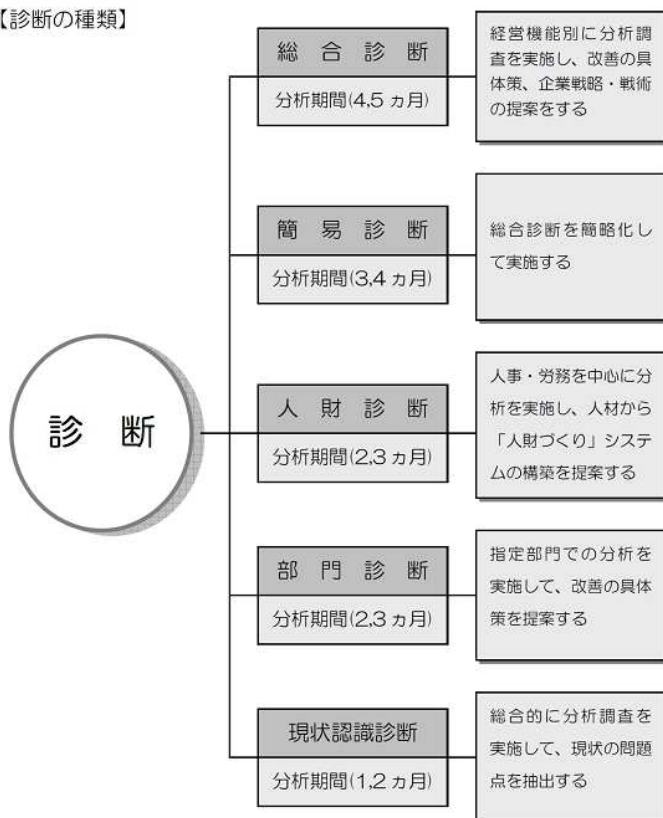 【診断の種類】
総合診断
分析期間(4,5ヵ月)
経営機能別に分析調
査を実施し、改善の具
体策、企業戦略・戦術
の提案をする
簡易診断
分析期間(3,4ヵ月)
総合診断を簡略化し
て実施する
診断
人財診断
分析期間(2,3ヵ月)
人事・労務を中心に分
析を実施し、人材から
「人財づくり」システ
ムの構築を提案する
部門診断
分析期間(2,3ヵ月)
指定部門での分析を
実施して、改善の具体
策を提案する
現状認識診断
分析期間(1,2ヵ月)
総合的に分析調査を
実施して、現状の問題
点を抽出する